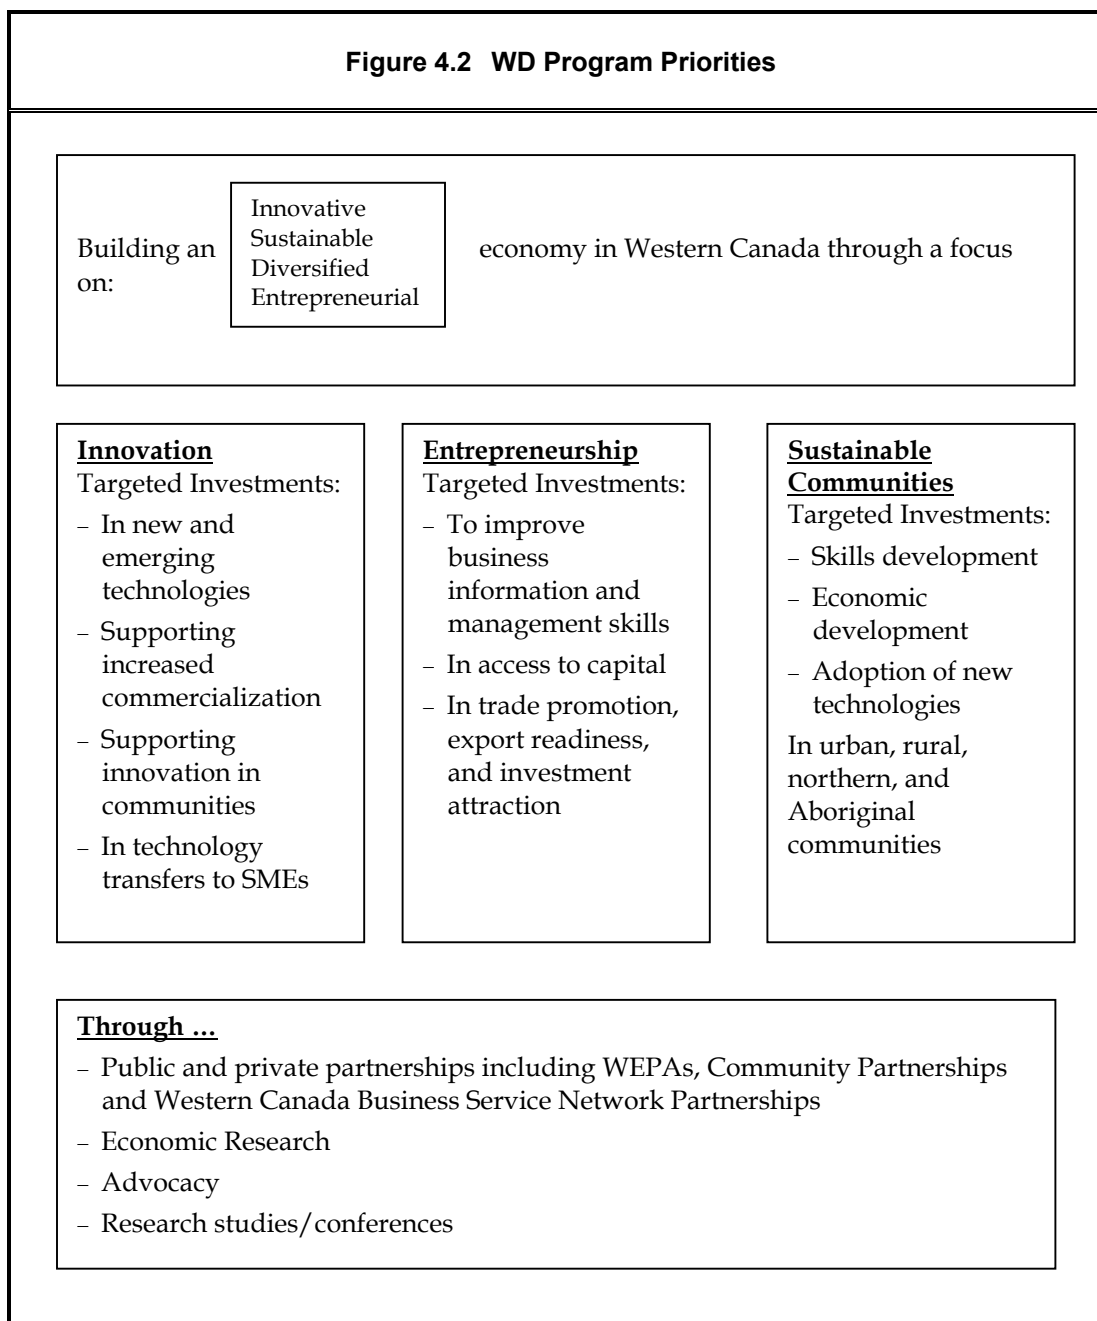 Figure 4.2 WD Program Priorities
Building an
on:
Innovative
Sustainable
Diversified
Entrepreneurial
economy in Western Canada through a focus
Innovation
Targeted Investments:
– In new and
emerging
technologies
– Supporting
increased
commercialization
– Supporting
innovation in
communities
– In technology
transfers to SMEs
Entrepreneurship
Targeted Investments:
– To improve
business
information and
management skills
– In access to capital
– In trade promotion,
export readiness,
and investment
attraction
Sustainable
Communities
Targeted Investments:
– Skills development
– Economic
development
– Adoption of new
technologies
In urban, rural,
northern, and
Aboriginal
communities
Through ...
– Public and private partnerships including WEPAs, Community Partnerships
and Western Canada Business Service Network Partnerships
– Economic Research
– Advocacy
– Research studies/conferences